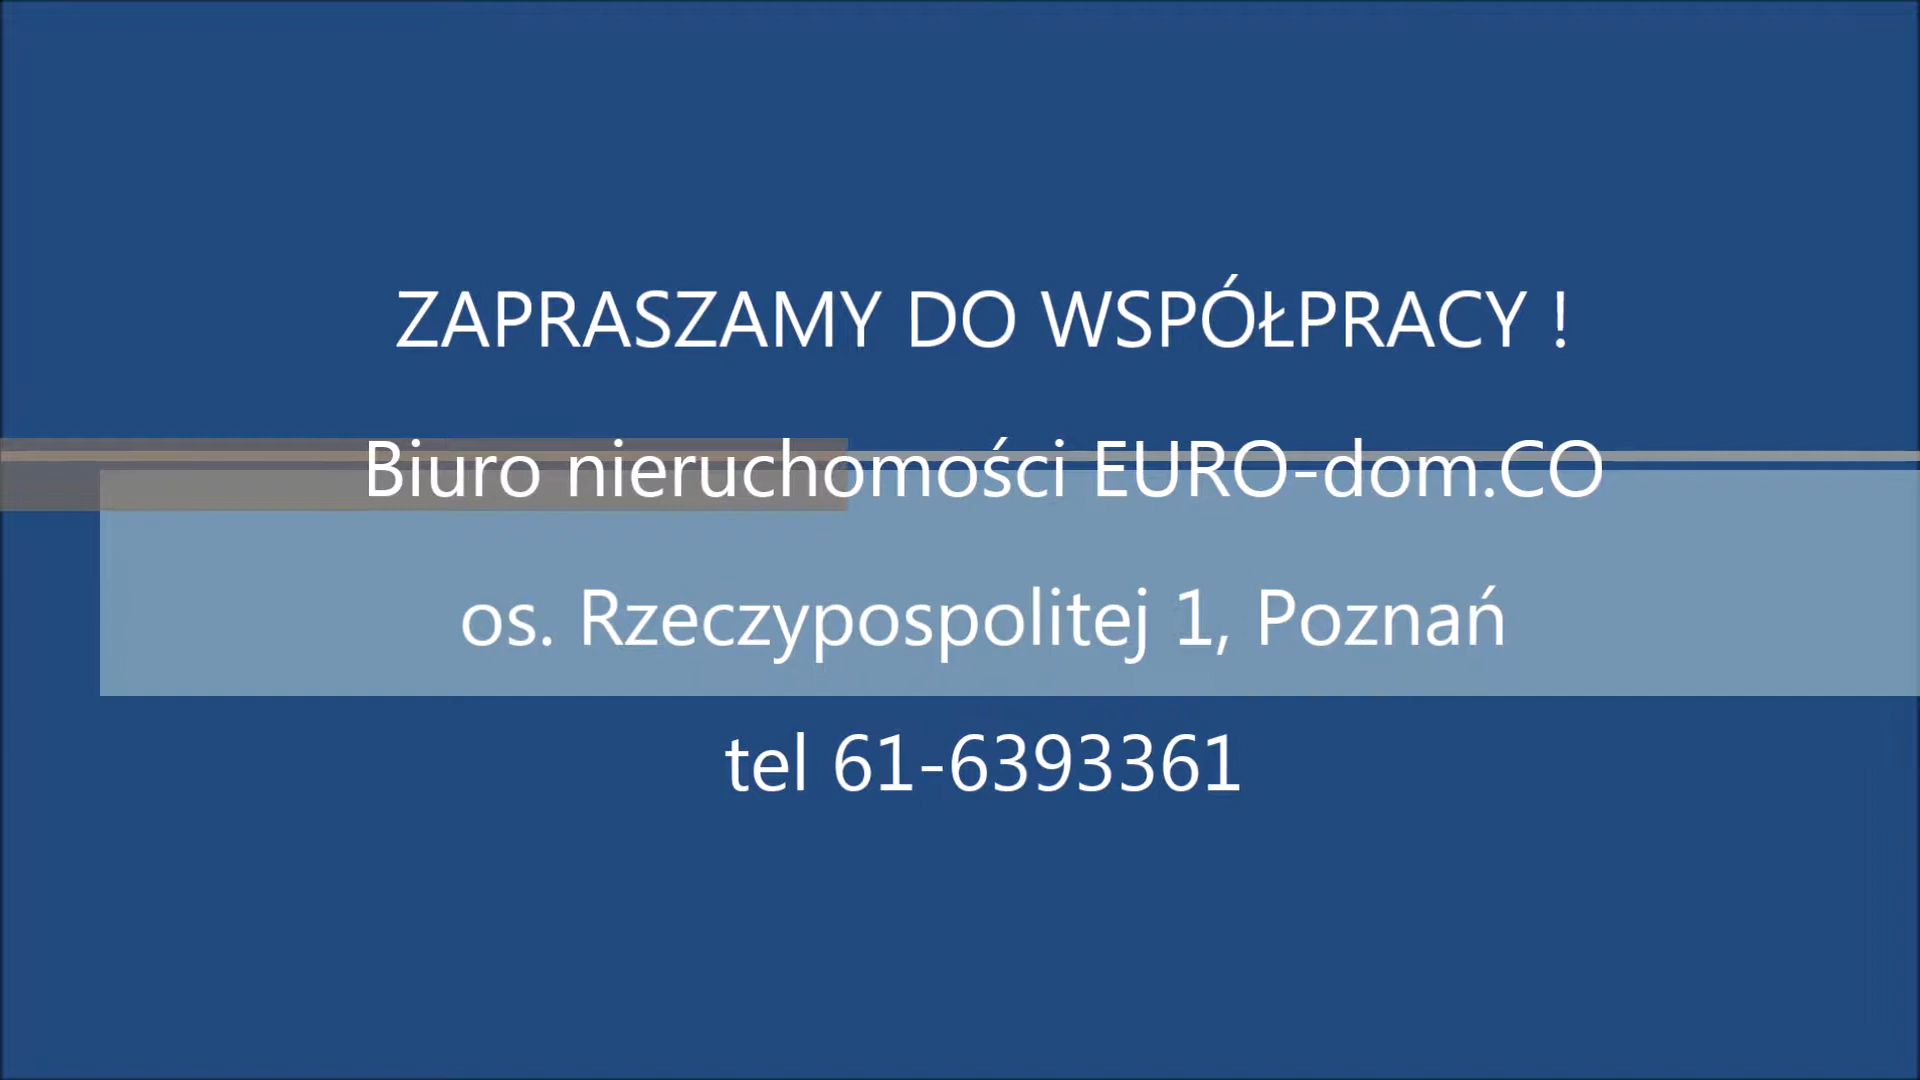 ZAPRASZAMY DO WSPÓŁPRACY !
Biuro nieruchomości EURO-dom.CO
os. Rzeczypospolitej 1, Poznań
tel 61-6393361